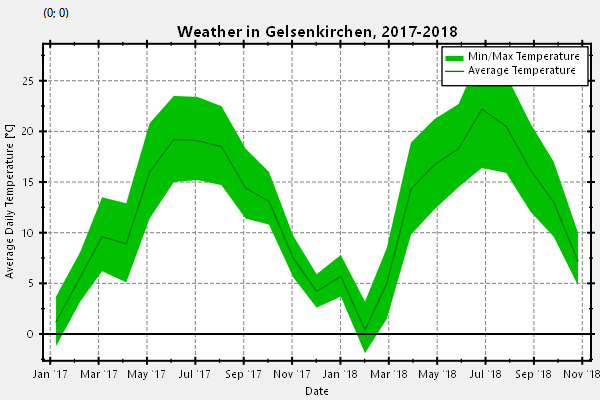 (0; 0)
Weather in Gelsenkirchen, 2017-2018
Min/Max Temperature
Average Temperature
Average Daily Temperature [°C]
25
20
15
10
5
0
Jan '17 Mar '17 May '17 Jul '17 Sep '17 Nov '17 Jan '18 Mar '18 May '18 Jul '18 Sep '18 Nov '18
Date